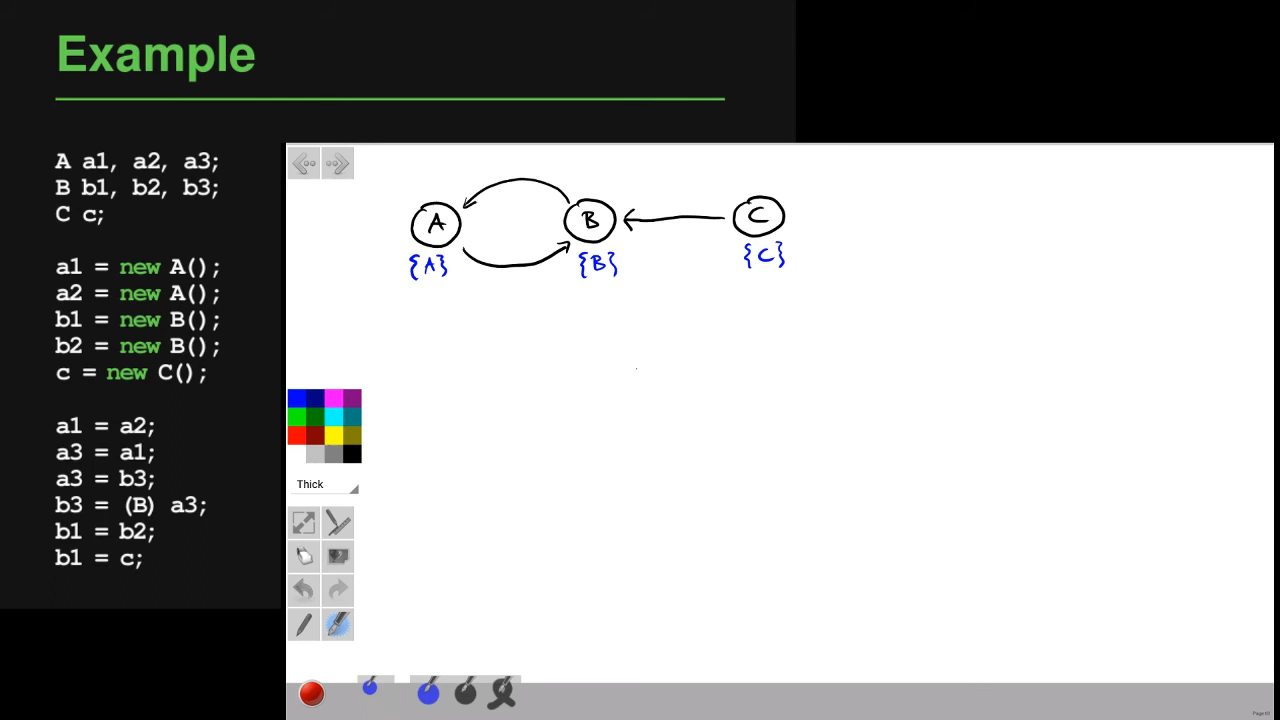 Example
A a1, a2, a3;
B b1, b2, b3;
C c;
a1 = new A();
a2 = new A();
b1 = new B();
b2 = new B();
c = new C();
a1 = a2;
a3 = a1;
a3 = b3;
b3 = (B) a3;
b1 = b2;
b1 = c;
A B C
{A} {B} {C}
Thick